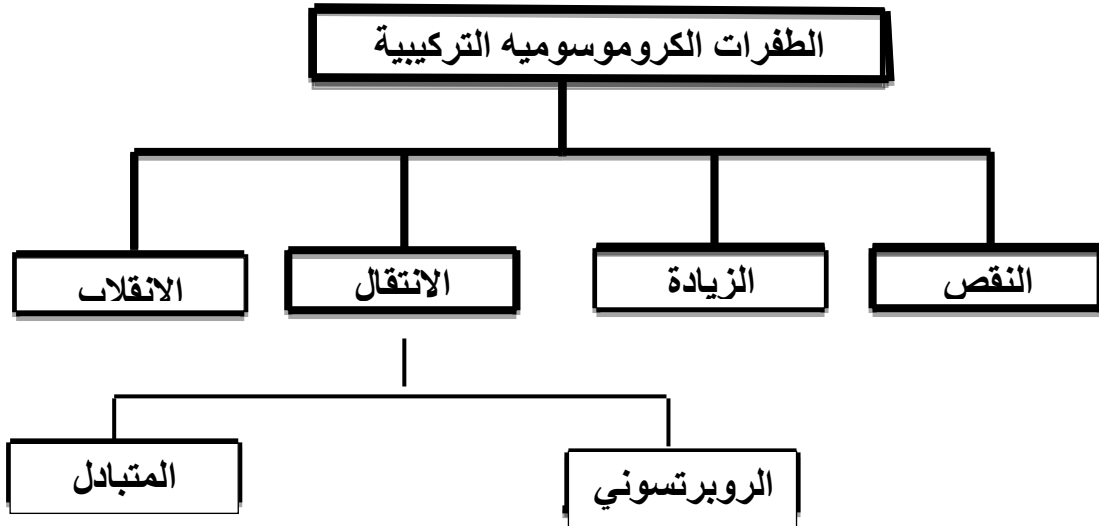 الطفرات الكروموسوميه التركيبية
النقص
الزيادة
الانتقال
الانقلاب
الروبرتسوني
المتبادل